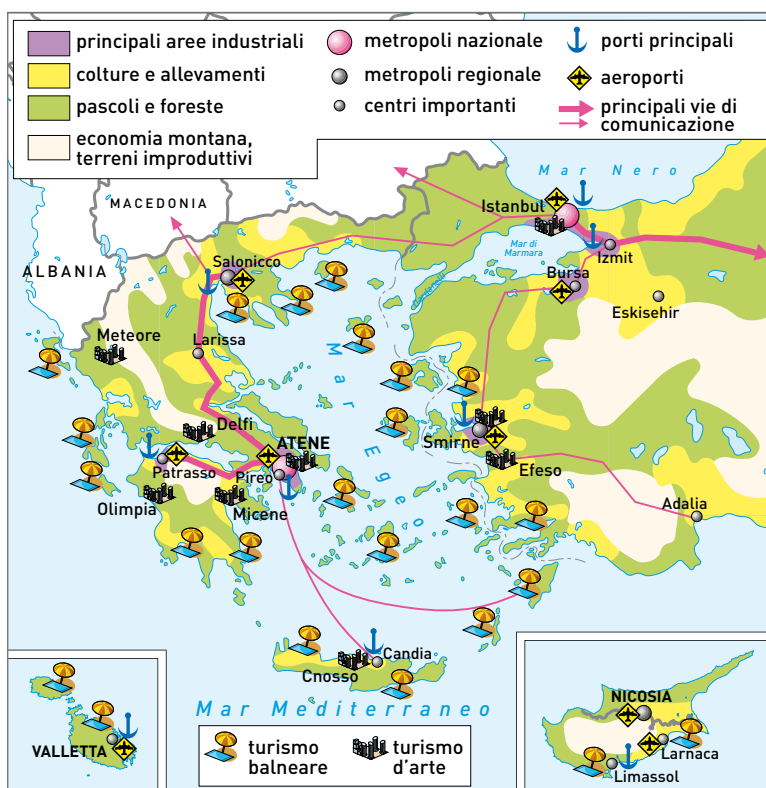 principali aree industriali
colture e allevamenti
pascoli e foreste
economia montana,
terreni improduttivi
metropoli nazionale
metropoli regionale
centri importanti
porti principali
aeroporti
principali vie di
comunicazione
Mar Nero
MACEDONIA
Istanbul
ALBANIA
Salonicco
Mar di
Marmara
Izmit
Dardanelli
Bursa
Eskisehir
Meteore
Larissa
Mar Egeo
Delfi
ATENE
Smirne
Efeso
Patrasso
Pireo
Olimpia
Micene
Adalia
Candia
Cnosso
Mar Mediterraneo
VALLETTA
turismo
balneare
turismo
d'arte
NICOSIA
Larnaca
Limassol